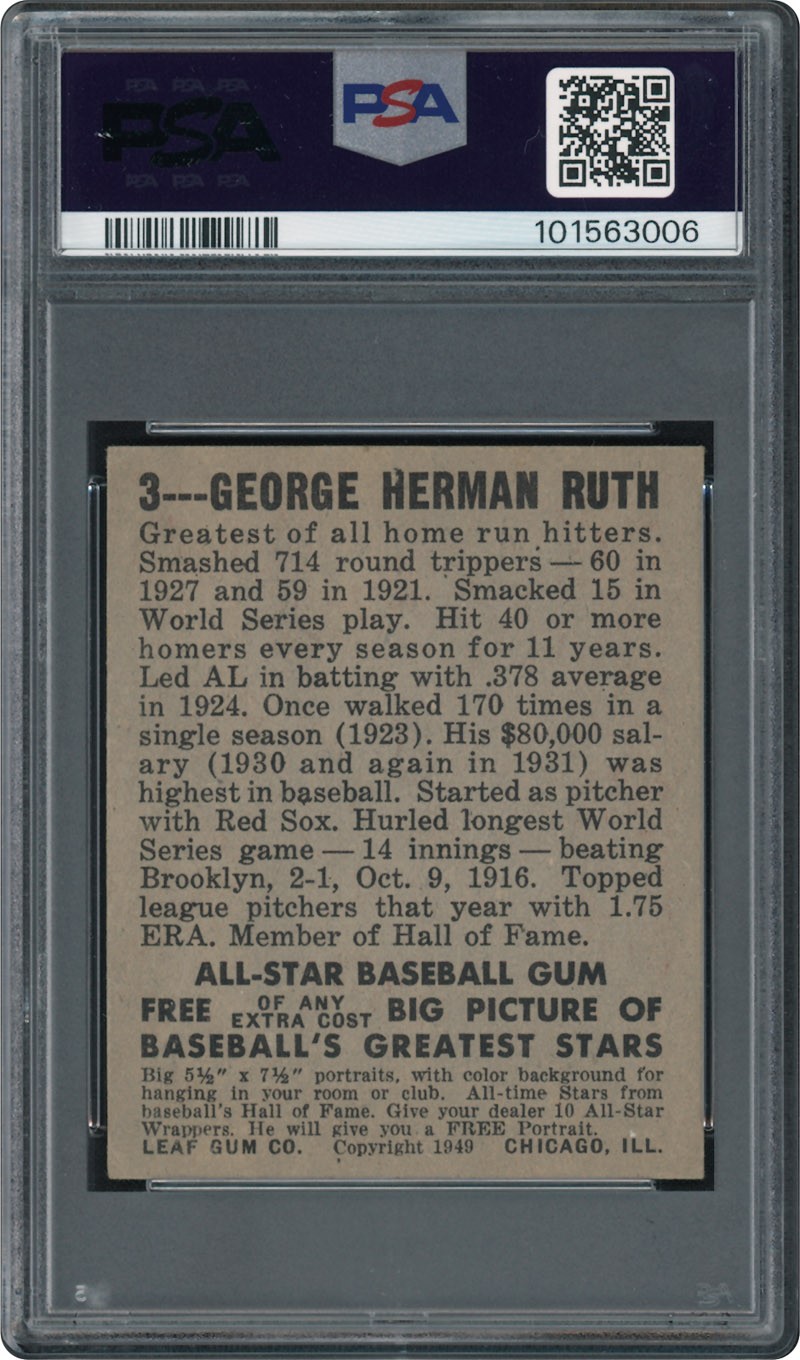 PSA PSA PSA
PSA
PSA PSA PSA
PSA
101563006
3---GEORGE HERMAN RUTH
Greatest of all home run hitters.
Smashed 714 round trippers — 60 in
1927 and 59 in 1921. Smacked 15 in
World Series play. Hit 40 or more
homers every season for 11 years.
Led AL in batting with .378 average
in 1924. Once walked 170 times in a
single season (1923). His $80,000 sal-
ary (1930 and again in 1931) was
highest in baseball. Started as pitcher
with Red Sox. Hurled longest World
Series game — 14 innings — beating
Brooklyn, 2-1, Oct. 9, 1916. Topped
league pitchers that year with 1.75
ERA. Member of Hall of Fame.
ALL-STAR BASEBALL GUM
FREE OF ANY EXTRA COST BIG PICTURE OF
BASEBALL'S GREATEST STARS
Big 5½" x 7½" portraits, with color background for
hanging in your room or club. All-time Stars from
baseball's Hall of Fame. Give your dealer 10 All-Star
Wrappers. He will give you a FREE Portrait.
LEAF GUM CO. Copyright 1949 CHICAGO, ILL.